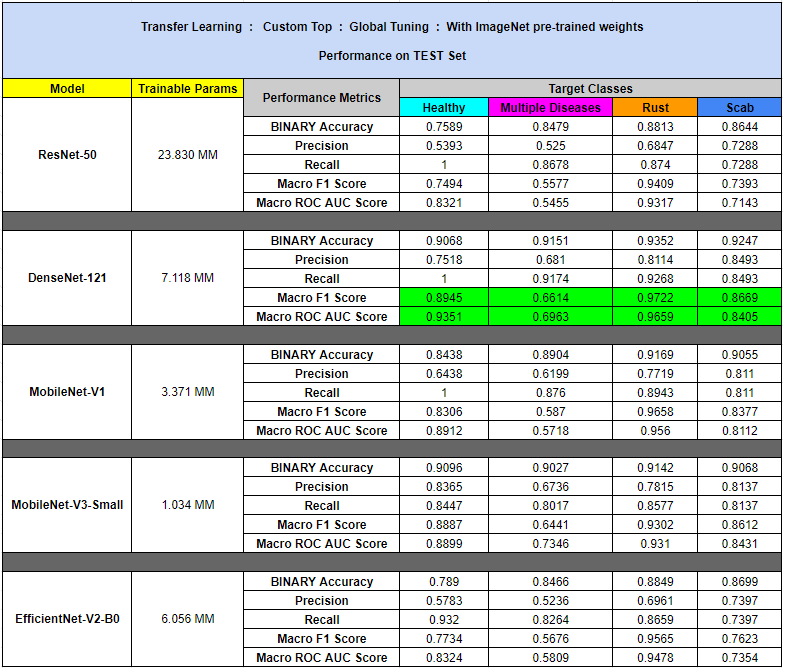 Transfer Learning : Custom Top : Global Tuning : With ImageNet pre-trained weights
Performance on TEST Set
Model Trainable Params Performance Metrics Target Classes
Healthy Multiple Diseases Rust Scab
ResNet-50 23.830 MM
BINARY Accuracy 0.7589 0.8479 0.8813 0.8644
Precision 0.5393 0.525 0.6847 0.7288
Recall 1 0.8678 0.874 0.7288
Macro F1 Score 0.7494 0.5577 0.9409 0.7393
Macro ROC AUC Score 0.8321 0.5455 0.9317 0.7143
DenseNet-121 7.118 MM
BINARY Accuracy 0.9068 0.9151 0.9352 0.9247
Precision 0.7518 0.681 0.8114 0.8493
Recall 1 0.9174 0.9268 0.8493
Macro F1 Score 0.8945 0.6614 0.9722 0.8669
Macro ROC AUC Score 0.9351 0.6963 0.9659 0.8405
MobileNet-V1 3.371 MM
BINARY Accuracy 0.8438 0.8904 0.9169 0.9055
Precision 0.6438 0.6199 0.7719 0.811
Recall 1 0.876 0.8943 0.811
Macro F1 Score 0.8306 0.587 0.9658 0.8377
Macro ROC AUC Score 0.8912 0.5718 0.956 0.8112
MobileNet-V3-Small 1.034 MM
BINARY Accuracy 0.9096 0.9027 0.9142 0.9068
Precision 0.8365 0.6736 0.7815 0.8137
Recall 0.8447 0.8017 0.8577 0.8137
Macro F1 Score 0.8887 0.6441 0.9302 0.8612
Macro ROC AUC Score 0.8899 0.7346 0.931 0.8431
EfficientNet-V2-B0 6.056 MM
BINARY Accuracy 0.789 0.8466 0.8849 0.8699
Precision 0.5783 0.5236 0.6961 0.7397
Recall 0.932 0.8264 0.8659 0.7397
Macro F1 Score 0.7734 0.5676 0.9565 0.7623
Macro ROC AUC Score 0.8324 0.5809 0.9478 0.7354